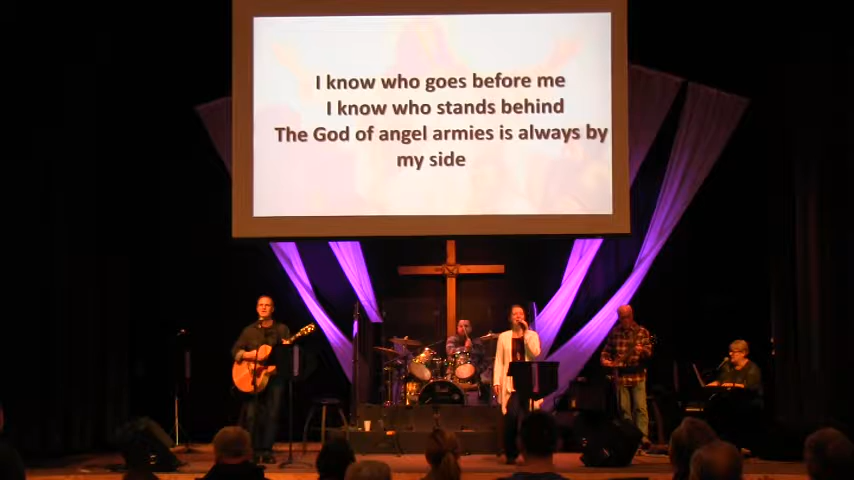 I know who goes before me
I know who stands behind
The God of angel armies is always by
my side